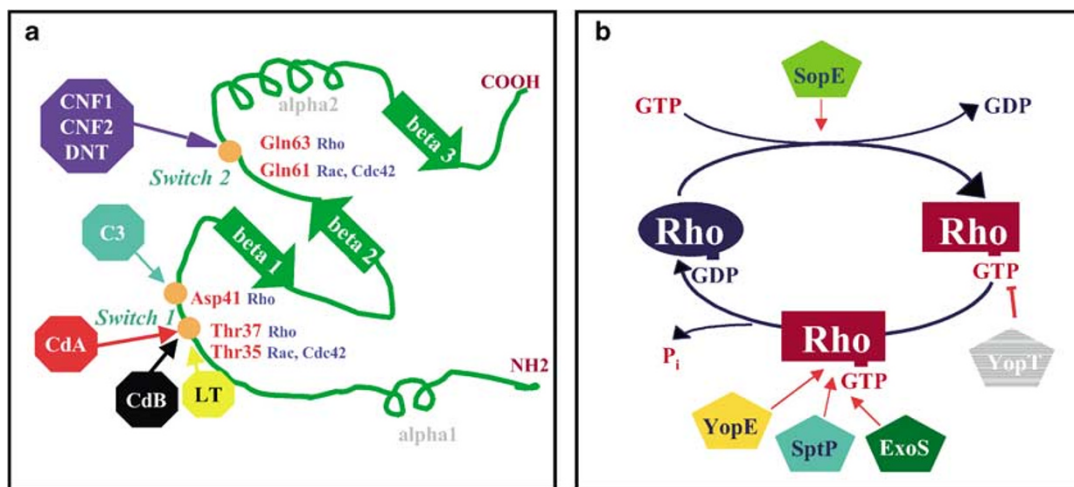 a
CNF1
CNF2
DNT
alpha2
COOH
beta 3
Gln63 Rho
Gln61 Rac, Cdc42
Switch 2
C3
beta 1
beta 2
Asp41 Rho
Switch 1
Thr37 Rho
Thr35 Rac, Cdc42
CdA
CdB
LT
NH2
alpha1
b
SopE
GTP
GDP
Rho
GDP
Rho
GTP
Rho
GTP
Pi
YopT
YopE
SptP
ExoS